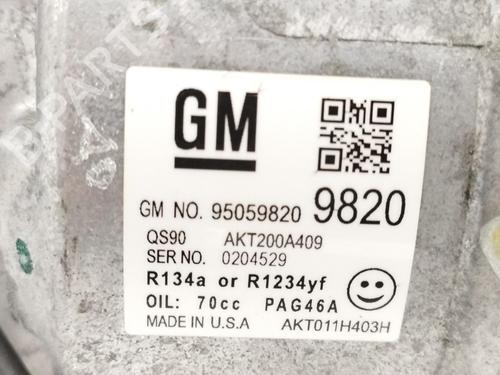 B-PARTS
GM
GM NO. 95059820 9820
QS90 AKT200A409
SER NO. 0204529
R134a or R1234yf
OIL: 70cc PAG46A
MADE IN U.S.A AKT011H403H